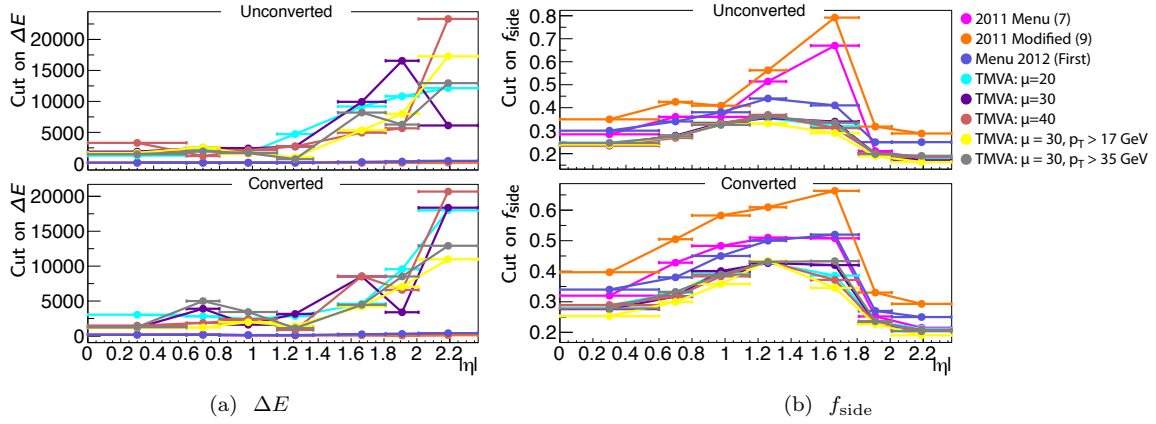 Unconverted
Cut on ΔE
20000
15000
10000
5000
0
Converted
Cut on ΔE
20000
15000
10000
5000
0
0 0.2 0.4 0.6 0.8 1 1.2 1.4 1.6 1.8 2 2.2
|η|
(a) ΔE
Unconverted
Cut on f_side
0.8
0.7
0.6
0.5
0.4
0.3
0.2
Converted
Cut on f_side
0.6
0.5
0.4
0.3
0.2
0 0.2 0.4 0.6 0.8 1 1.2 1.4 1.6 1.8 2 2.2
|η|
(b) f_side
2011 Menu (7)
2011 Modified (9)
Menu 2012 (First)
TMVA: μ=20
TMVA: μ=30
TMVA: μ=40
TMVA: μ = 30, p_T > 17 GeV
TMVA: μ = 30, p_T > 35 GeV